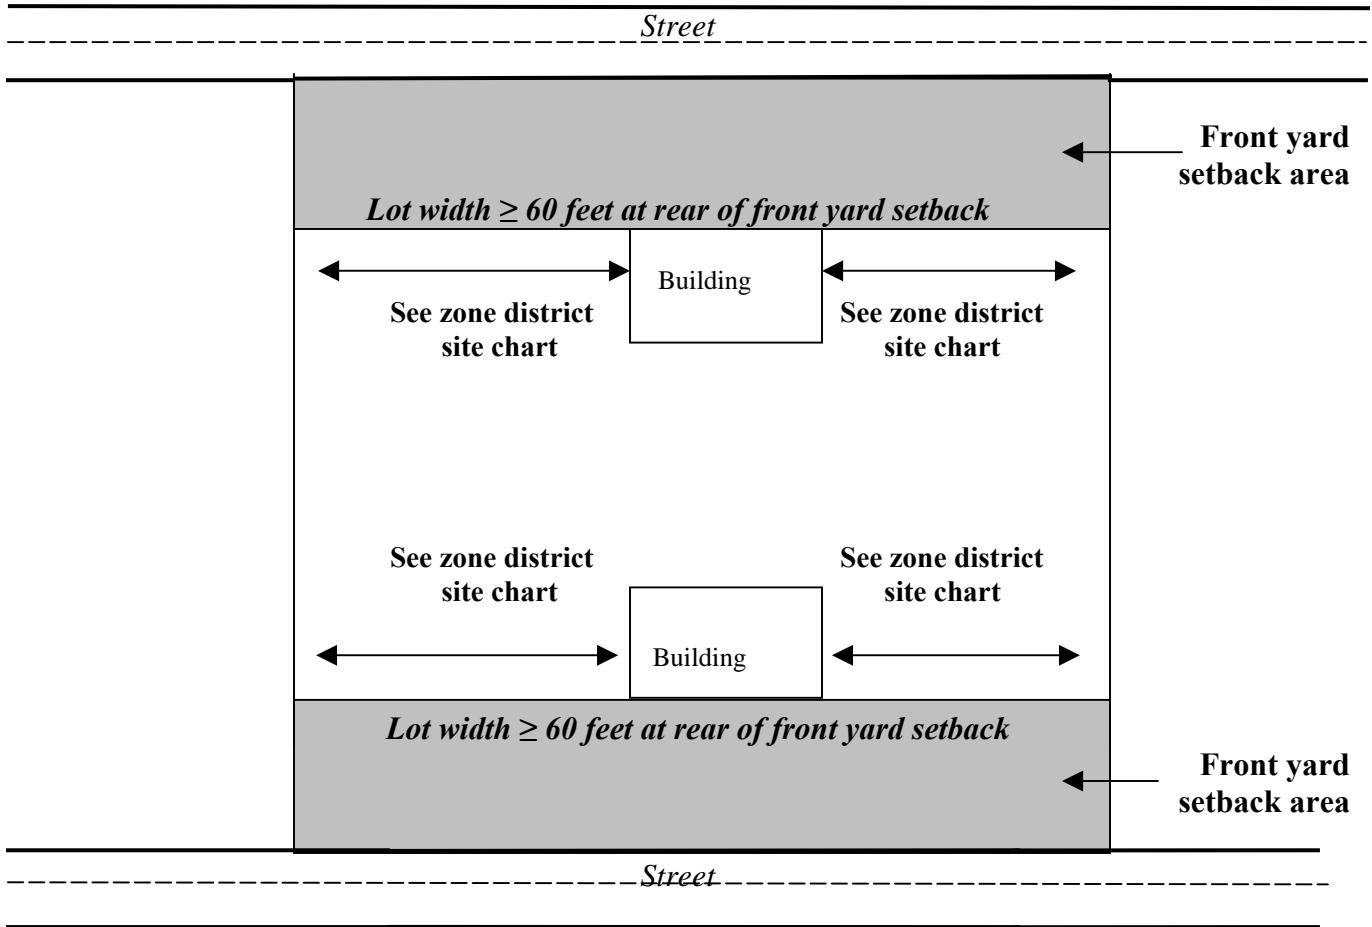 Street
Front yard
setback area
Lot width ≥ 60 feet at rear of front yard setback
Building
See zone district
site chart
See zone district
site chart
See zone district
site chart
See zone district
site chart
Building
Lot width ≥ 60 feet at rear of front yard setback
Front yard
setback area
Street